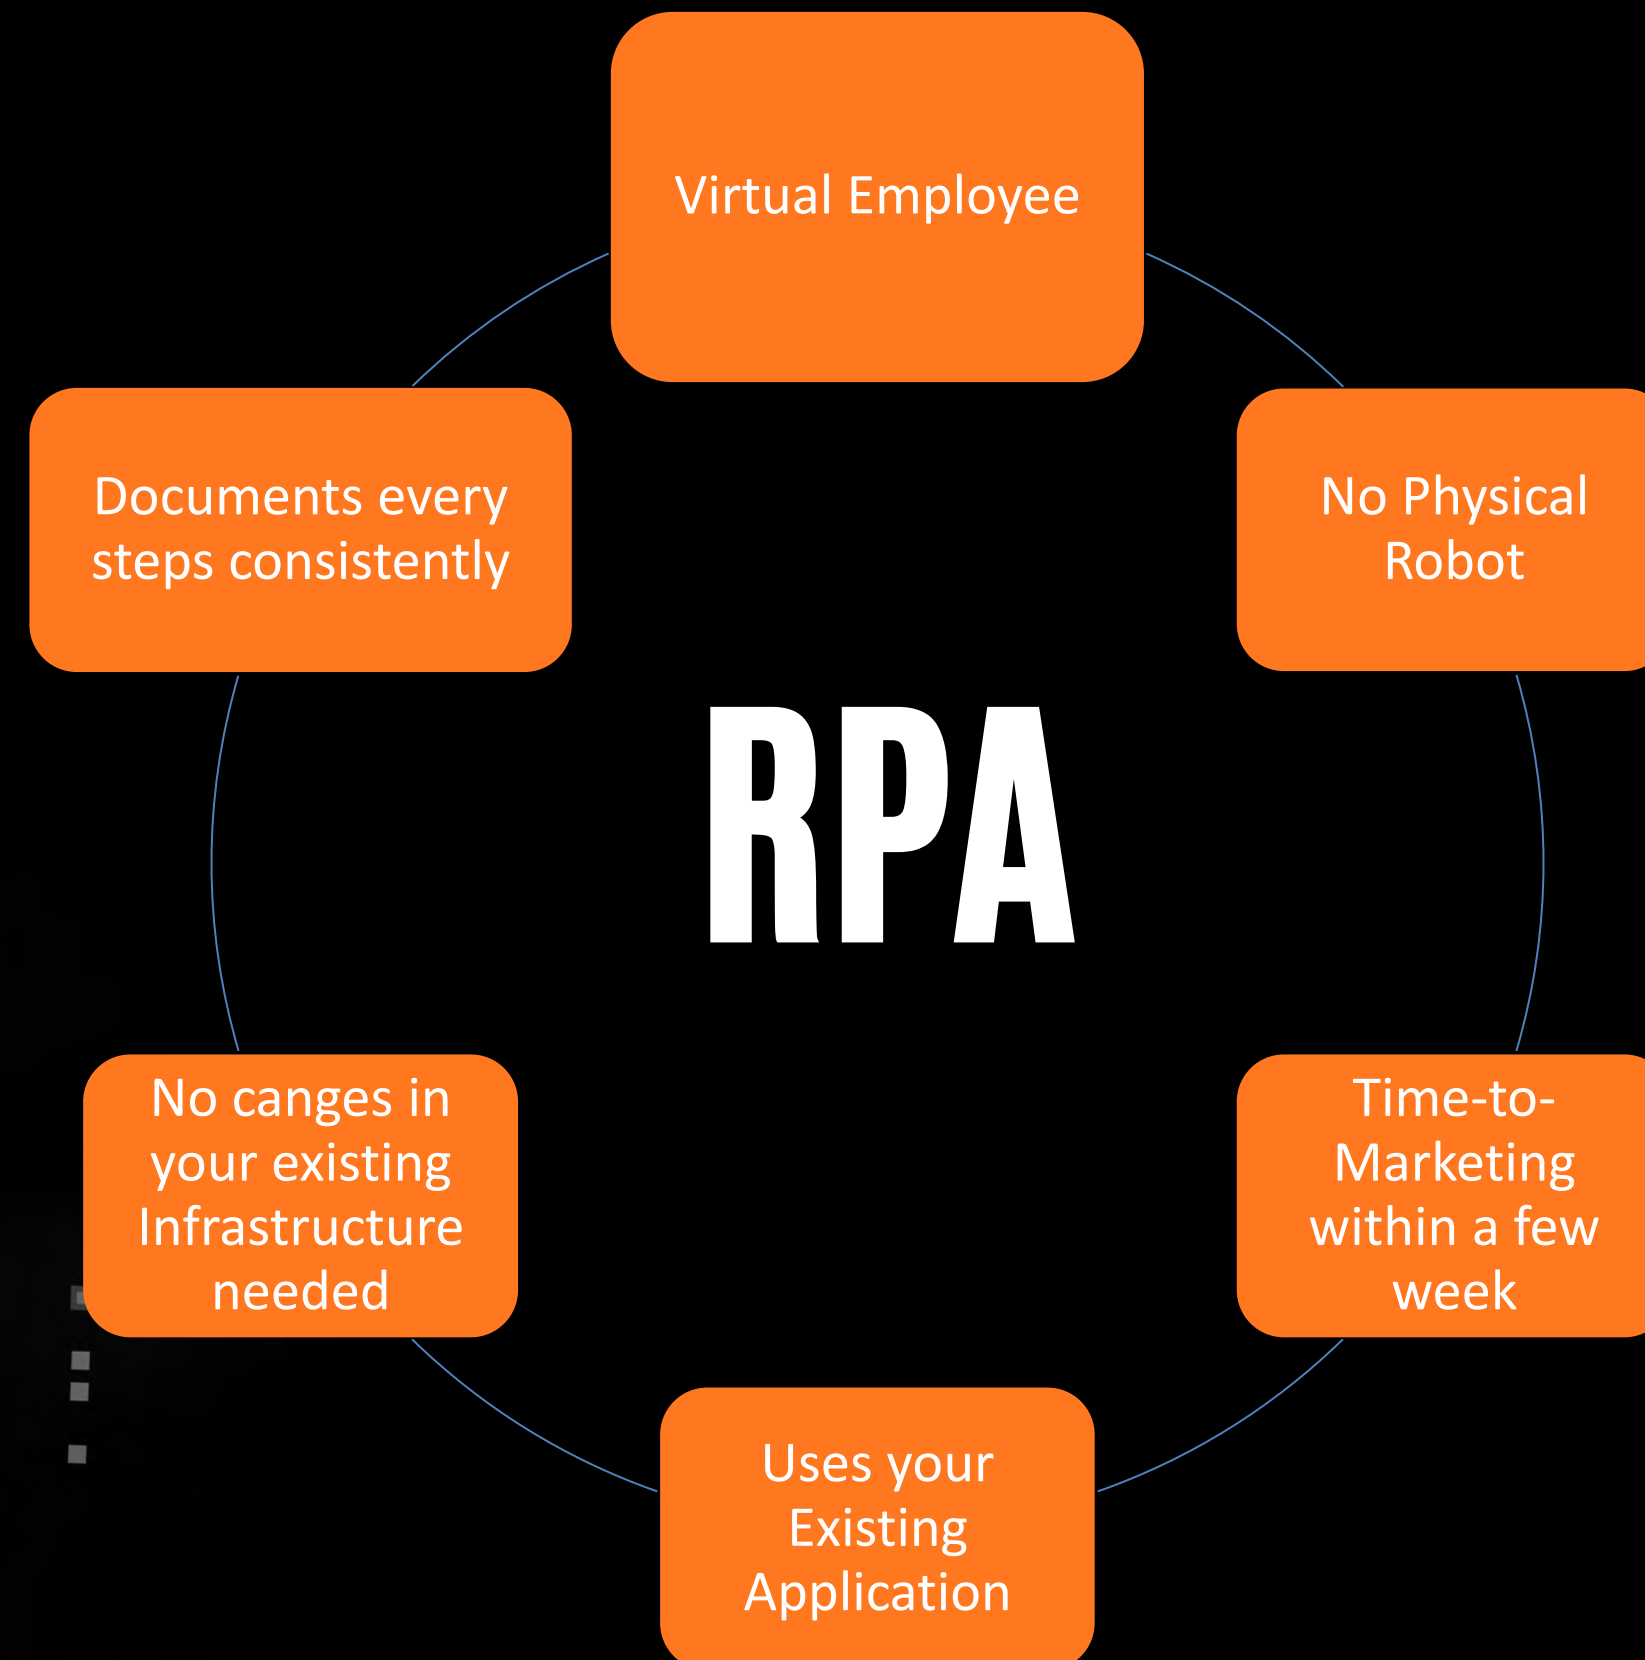 Virtual Employee
Documents every
steps consistently
No Physical
Robot
RPA
No canges in
your existing
Infrastructure
needed
Time-to-
Marketing
within a few
week
Uses your
Existing
Application